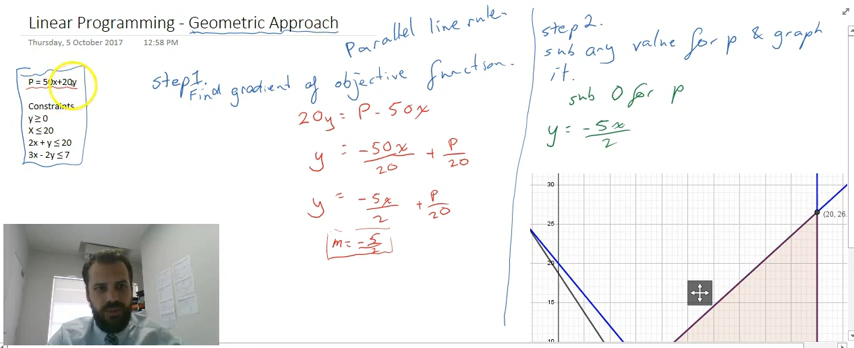 Linear Programming - Geometric Approach
Thursday, 5 October 2017 12:58 PM
P = 50x+20y
Constraints
y ≥ 0
X ≤ 20
2x + y ≤ 20
3x - 2y ≤ 7
Parallel line rule.
step1.
Find gradient of objective function.
20y = P - 50x
y = -50x/20 + P/20
y = -5x/2 + P/20
m = -5/2
step 2.
sub any value for p & graph
it.
sub 0 for p
y = -5x/2
30
25
20
15
10
(20, 26.